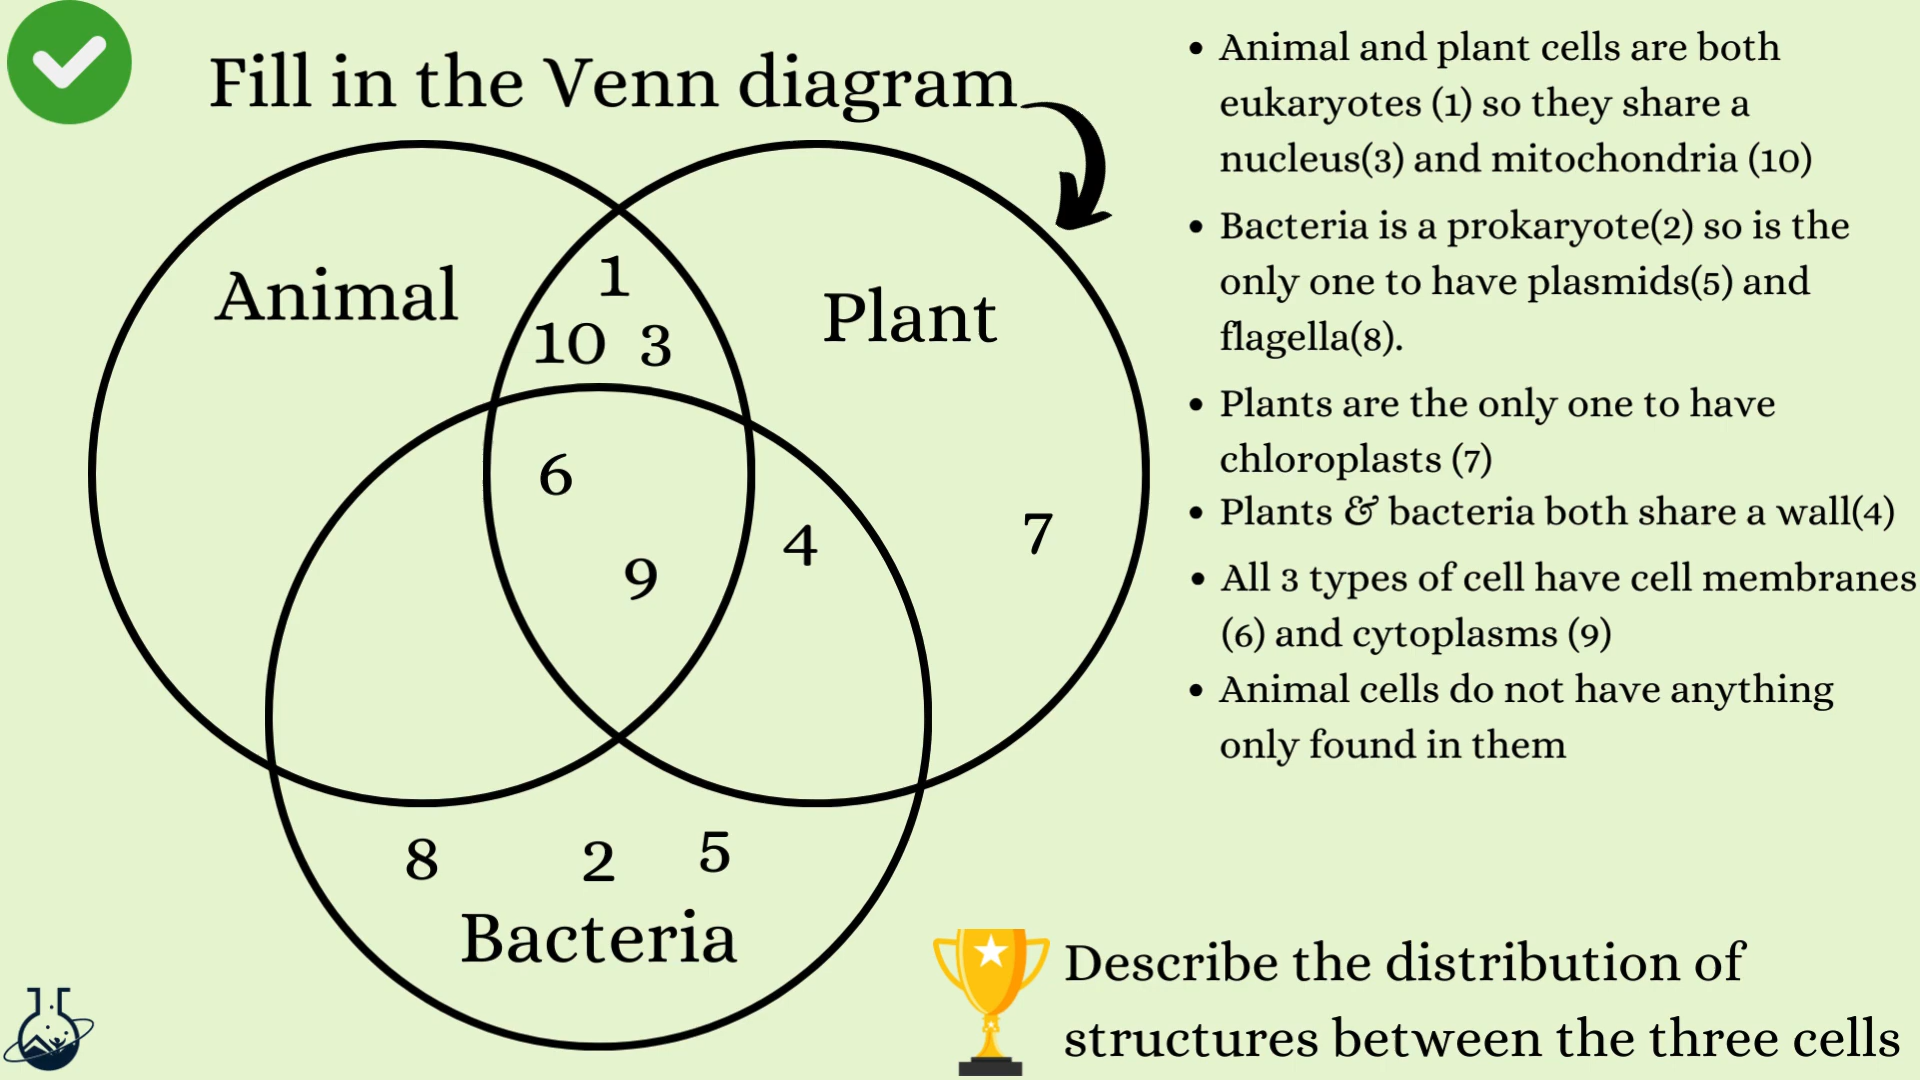 Fill in the Venn diagram
Animal
Plant
1
10 3
6
9
4
7
8 2 5
Bacteria
• Animal and plant cells are both
eukaryotes (1) so they share a
nucleus(3) and mitochondria (10)
• Bacteria is a prokaryote(2) so is the
only one to have plasmids(5) and
flagella(8).
• Plants are the only one to have
chloroplasts (7)
• Plants & bacteria both share a wall(4)
• All 3 types of cell have cell membranes
(6) and cytoplasms (9)
• Animal cells do not have anything
only found in them
Describe the distribution of
structures between the three cells